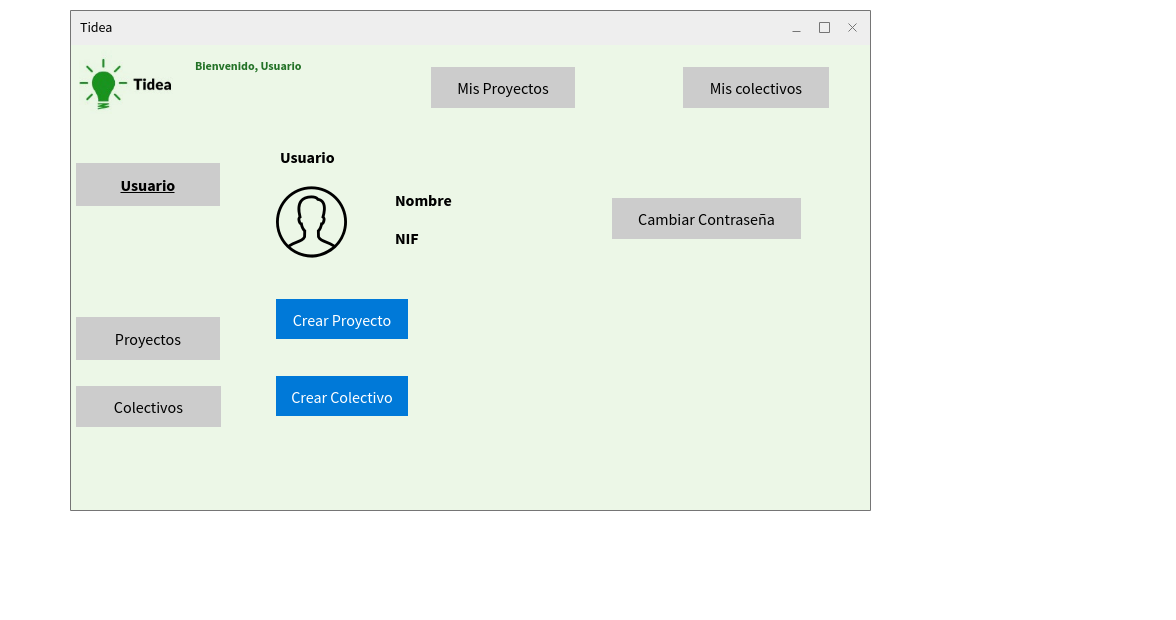 Tidea
Bienvenido, Usuario
Tidea
Mis Proyectos
Mis colectivos
Usuario
Usuario
Nombre
Cambiar Contraseña
NIF
Crear Proyecto
Proyectos
Crear Colectivo
Colectivos